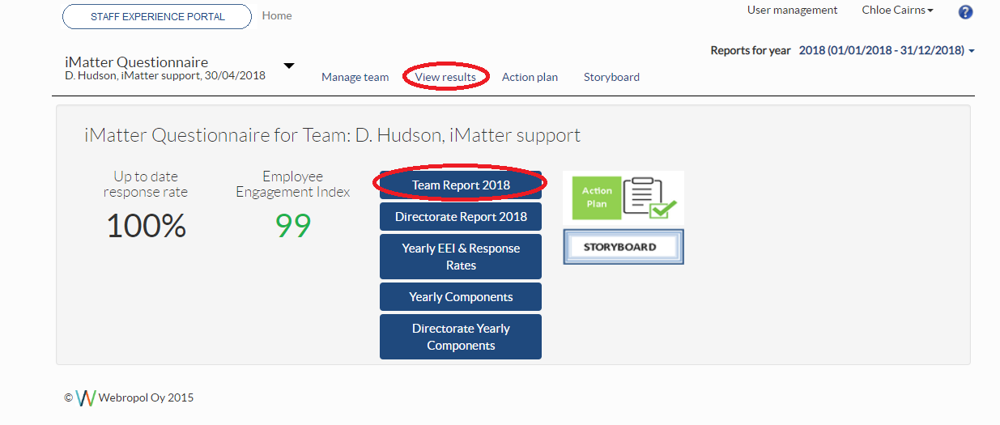 STAFF EXPERIENCE PORTAL
Home
User management
Chloe Cairns
?
Reports for year 2018 (01/01/2018 - 31/12/2018)
iMatter Questionnaire
D. Hudson, iMatter support, 30/04/2018
Manage team
View results
Action plan
Storyboard
iMatter Questionnaire for Team: D. Hudson, iMatter support
Up to date
response rate
100%
Employee
Engagement Index
99
Team Report 2018
Directorate Report 2018
Yearly EEI & Response
Rates
Yearly Components
Directorate Yearly
Components
Action
Plan
STORYBOARD
© W Webropol Oy 2015